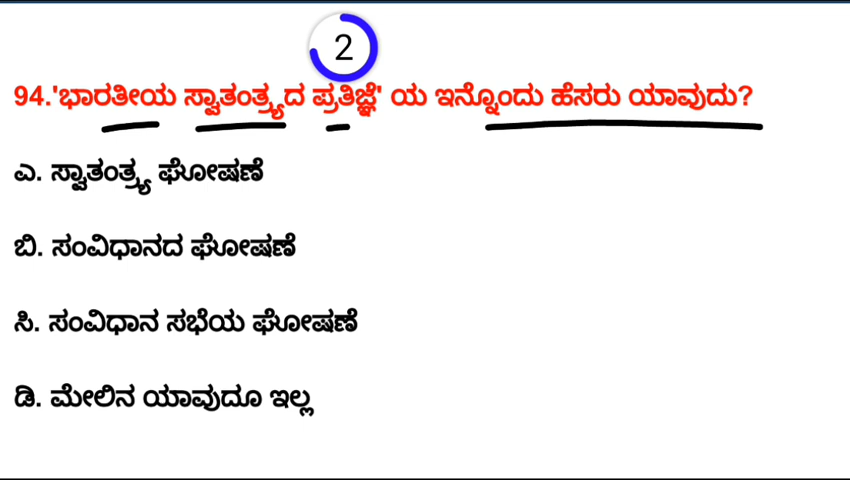 2
94.'ಭಾರತೀಯ ಸ್ವಾತಂತ್ರ್ಯದ ಪ್ರತಿಜ್ಞೆ' ಯ ಇನ್ನೊಂದು ಹೆಸರು ಯಾವುದು?
ಎ. ಸ್ವಾತಂತ್ರ್ಯ ಘೋಷಣೆ
ಬಿ. ಸಂವಿಧಾನದ ಘೋಷಣೆ
ಸಿ. ಸಂವಿಧಾನ ಸಭೆಯ ಘೋಷಣೆ
ಡಿ. ಮೇಲಿನ ಯಾವುದೂ ಇಲ್ಲ